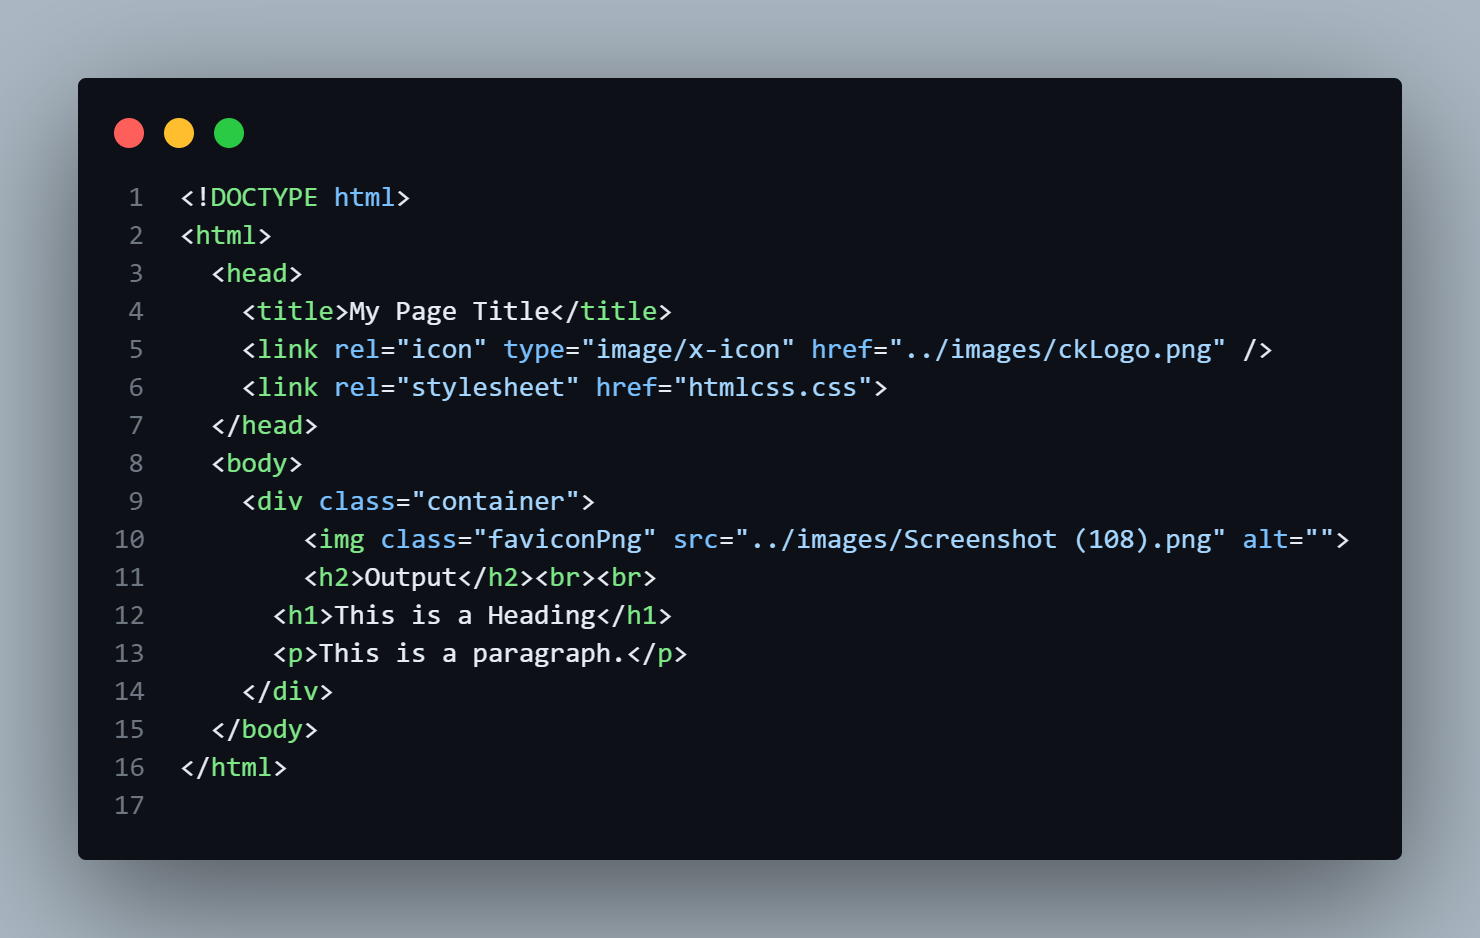 1 <!DOCTYPE html>
2 <html>
3   <head>
4     <title>My Page Title</title>
5     <link rel="icon" type="image/x-icon" href="../images/ckLogo.png" />
6     <link rel="stylesheet" href="htmlcss.css">
7   </head>
8   <body>
9     <div class="container">
10         <img class="faviconPng" src="../images/Screenshot (108).png" alt="">
11         <h2>Output</h2><br><br>
12       <h1>This is a Heading</h1>
13       <p>This is a paragraph.</p>
14     </div>
15   </body>
16 </html>
17